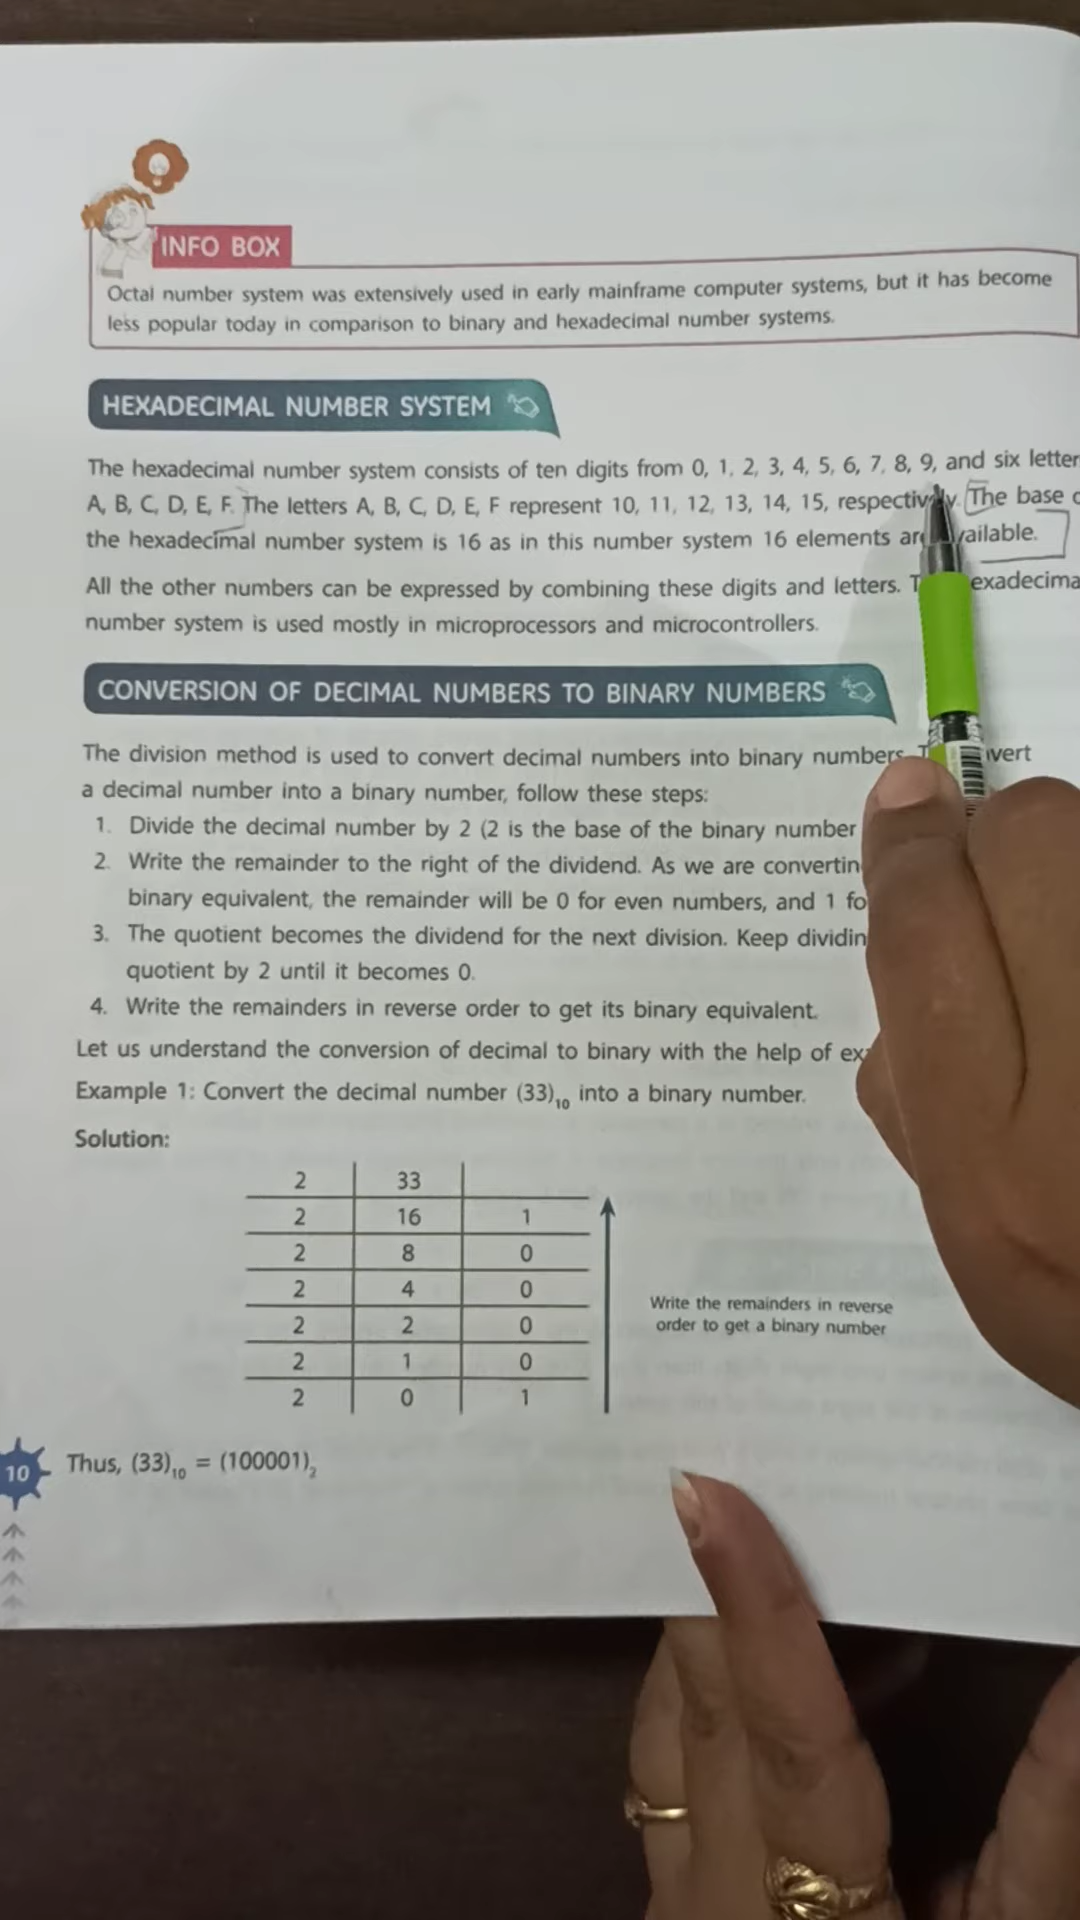 INFO BOX
Octal number system was extensively used in early mainframe computer systems, but it has become
less popular today in comparison to binary and hexadecimal number systems.
HEXADECIMAL NUMBER SYSTEM
The hexadecimal number system consists of ten digits from 0, 1, 2, 3, 4, 5, 6, 7, 8, 9, and six letter
A, B, C, D, E, F. The letters A, B, C, D, E, F represent 10, 11, 12, 13, 14, 15, respectively. The base
the hexadecimal number system is 16 as in this number system 16 elements
All the other numbers can be expressed by combining these digits and letters.
number system is used mostly in microprocessors and microcontrollers.
CONVERSION OF DECIMAL NUMBERS TO BINARY NUMBERS
The division method is used to convert decimal numbers into binary numbers.
a decimal number into a binary number, follow these steps:
1. Divide the decimal number by 2 (2 is the base of the binary number
2. Write the remainder to the right of the dividend. As we are
binary equivalent, the remainder will be 0 for even numbers, and 1
3. The quotient becomes the dividend for the next division. Keep
quotient by 2 until it becomes 0.
4. Write the remainders in reverse order to get its binary equivalent.
Let us understand the conversion of decimal to binary with the help of
Example 1: Convert the decimal number (33)₁₀ into a binary number.
Solution:
2 33
2 16 1
2 8 0
2 4 0
2 2 0
2 1 0
2 0 1
Write the remainders in reverse
order to get a binary number
Thus, (33)₁₀ = (100001)₂
10